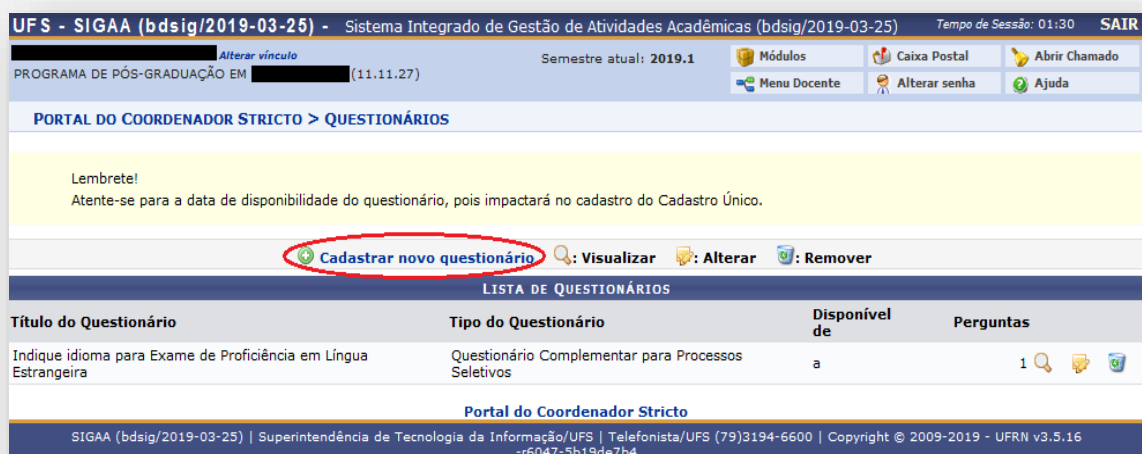 UFS - SIGAA (bdsig/2019-03-25) - Sistema Integrado de Gestão de Atividades Acadêmicas (bdsig/2019-03-25) Tempo de Sessão: 01:30 SAIR
Alterar vínculo Semestre atual: 2019.1 Módulos Caixa Postal Abrir Chamado
PROGRAMA DE PÓS-GRADUAÇÃO EM (11.11.27) Menu Docente Alterar senha Ajuda
PORTAL DO COORDENADOR STRICTO > QUESTIONÁRIOS
Lembrete!
Atente-se para a data de disponibilidade do questionário, pois impactará no cadastro do Cadastro Único.
Cadastrar novo questionário : Visualizar : Alterar : Remover
LISTA DE QUESTIONÁRIOS
Título do Questionário Tipo do Questionário Disponível de Perguntas
Indique idioma para Exame de Proficiência em Língua Estrangeira Questionário Complementar para Processos Seletivos a 1
Portal do Coordenador Stricto
SIGAA (bdsig/2019-03-25) | Superintendência de Tecnologia da Informação/UFS | Telefonista/UFS (79)3194-6600 | Copyright © 2009-2019 - UFRN v3.5.16
-r6047-5b19de7b4